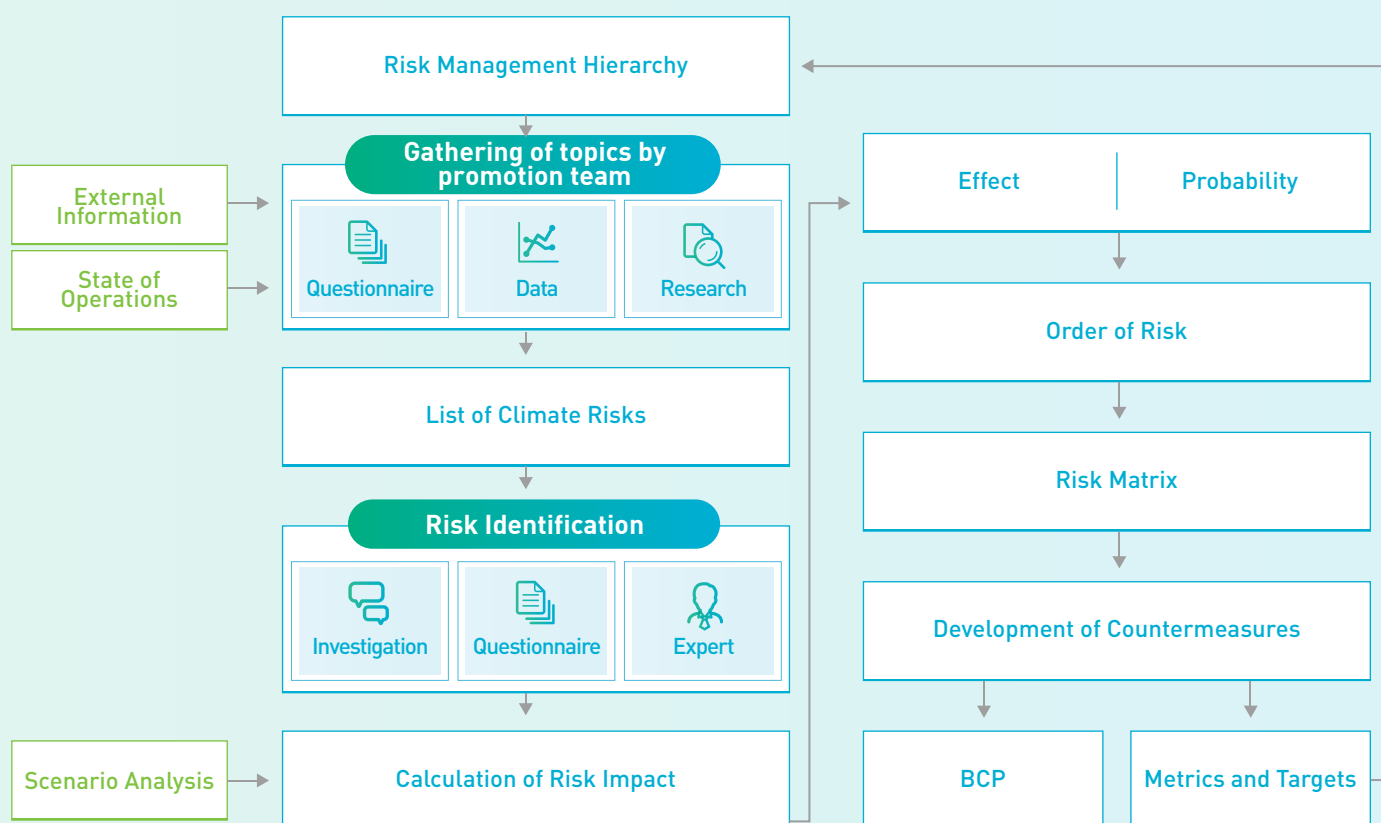 Risk Management Hierarchy
Gathering of topics by
promotion team
External
Information
State of
Operations
Questionnaire
Data
Research
List of Climate Risks
Risk Identification
Investigation
Questionnaire
Expert
Scenario Analysis
Calculation of Risk Impact
Effect
Probability
Order of Risk
Risk Matrix
Development of Countermeasures
BCP
Metrics and Targets